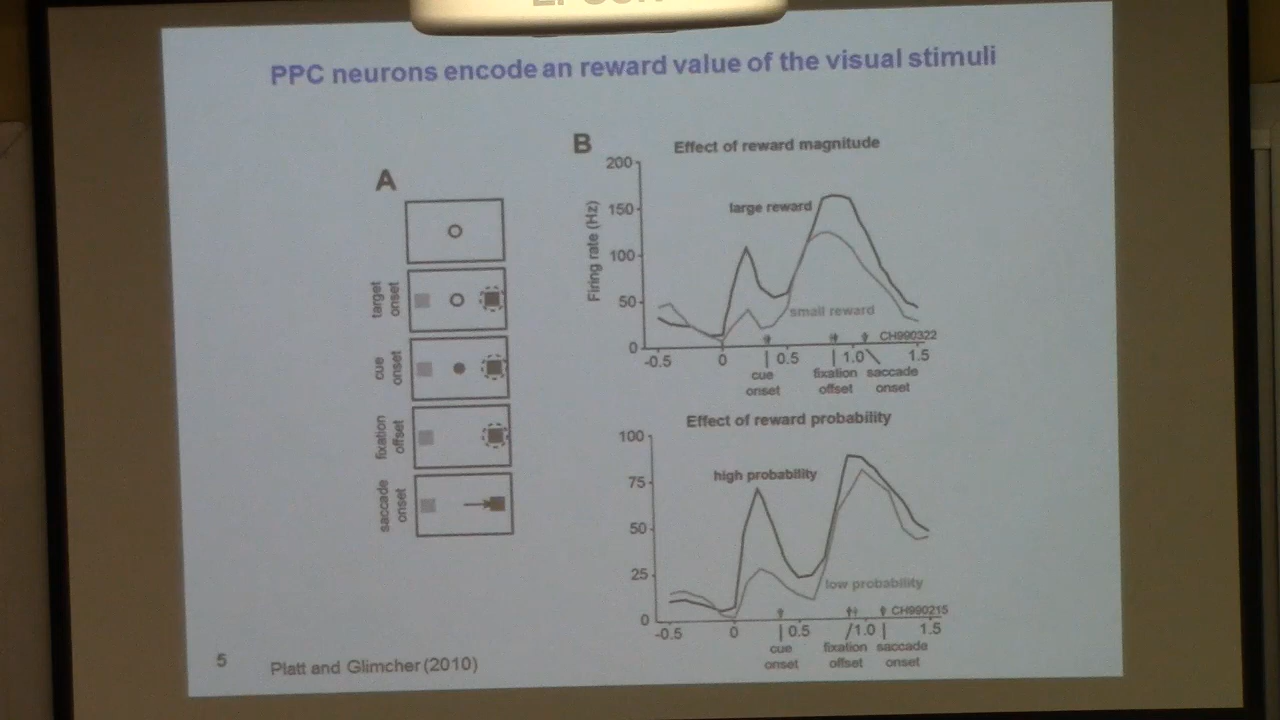 PPC neurons encode an reward value of the visual stimuli
A
target onset
cue onset
fixation offset
saccade onset
B
Effect of reward magnitude
Firing rate (Hz)
200
150
100
50
0
large reward
small reward
CH990322
-0.5 0 0.5 1.0 1.5
cue onset
fixation offset
saccade onset
Effect of reward probability
100
75
50
25
0
high probability
low probability
CH990215
-0.5 0 0.5 1.0 1.5
cue onset
fixation offset
saccade onset
5
Platt and Glimcher (2010)